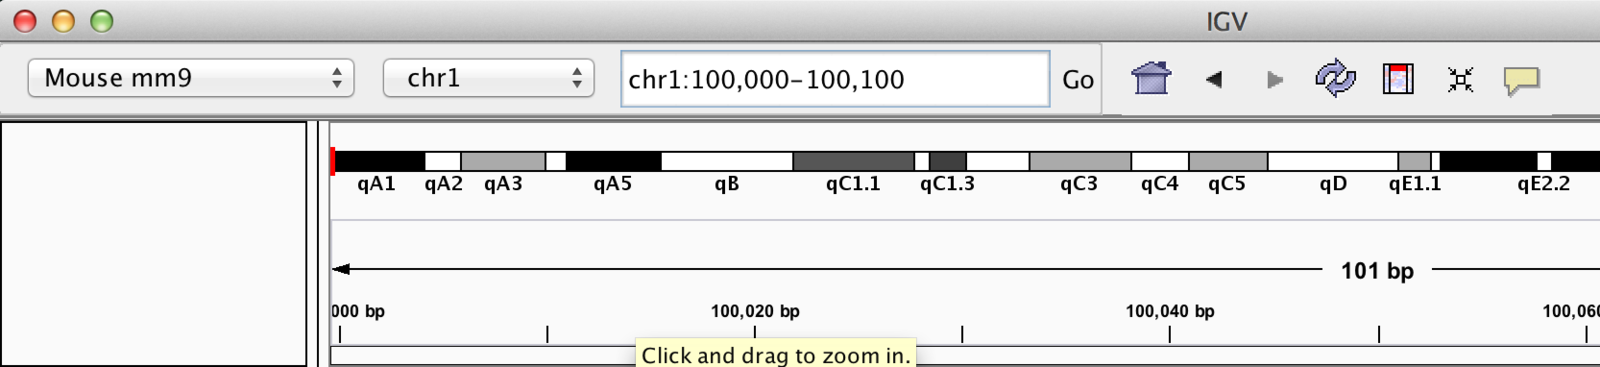 IGV
Mouse mm9 chr1 chr1:100,000-100,100 Go
qA1 qA2 qA3 qA5 qB qC1.1 qC1.3 qC3 qC4 qC5 qD qE1.1 qE2.2
101 bp
000 bp 100,020 bp 100,040 bp 100,060
Click and drag to zoom in.